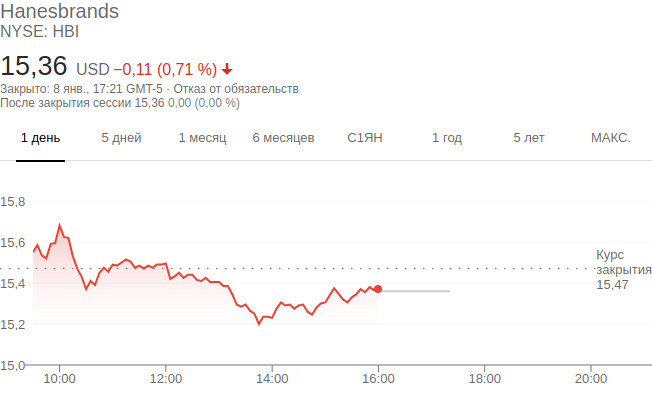 Hanesbrands
NYSE: HBI
15,36 USD −0,11 (0,71 %)
Закрыто: 8 янв., 17:21 GMT-5 · Отказ от обязательств
После закрытия сессии 15,36 0,00 (0,00 %)
1 день 5 дней 1 месяц 6 месяцев С1ЯН 1 год 5 лет МАКС.
15,8
15,6
Курс
закрытия
15,47
15,4
15,2
15,0
10:00 12:00 14:00 16:00 18:00 20:00